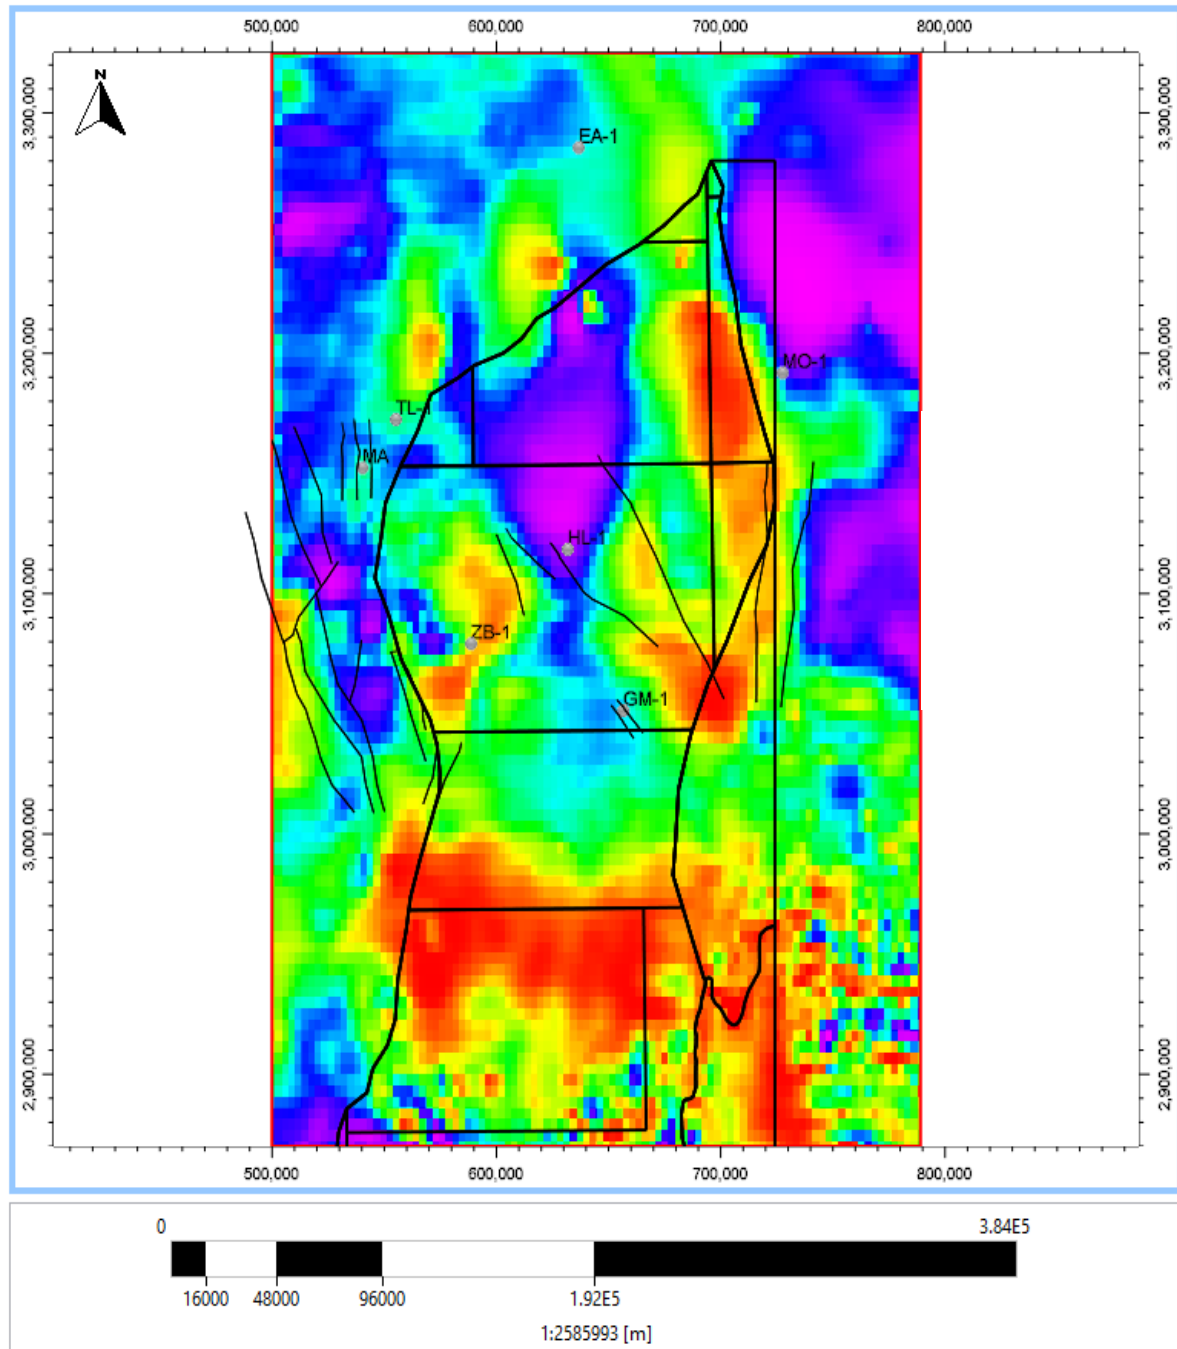 500,000 600,000 700,000 800,000
N
3,300,000 3,300,000
EA-1
3,200,000 3,200,000
MO-1
TL-1
MA
HL-1
3,100,000 3,100,000
ZB-1
GM-1
3,000,000 3,000,000
2,900,000 2,900,000
500,000 600,000 700,000 800,000
0 3.84E5
16000 48000 96000 1.92E5
1:2585993 [m]